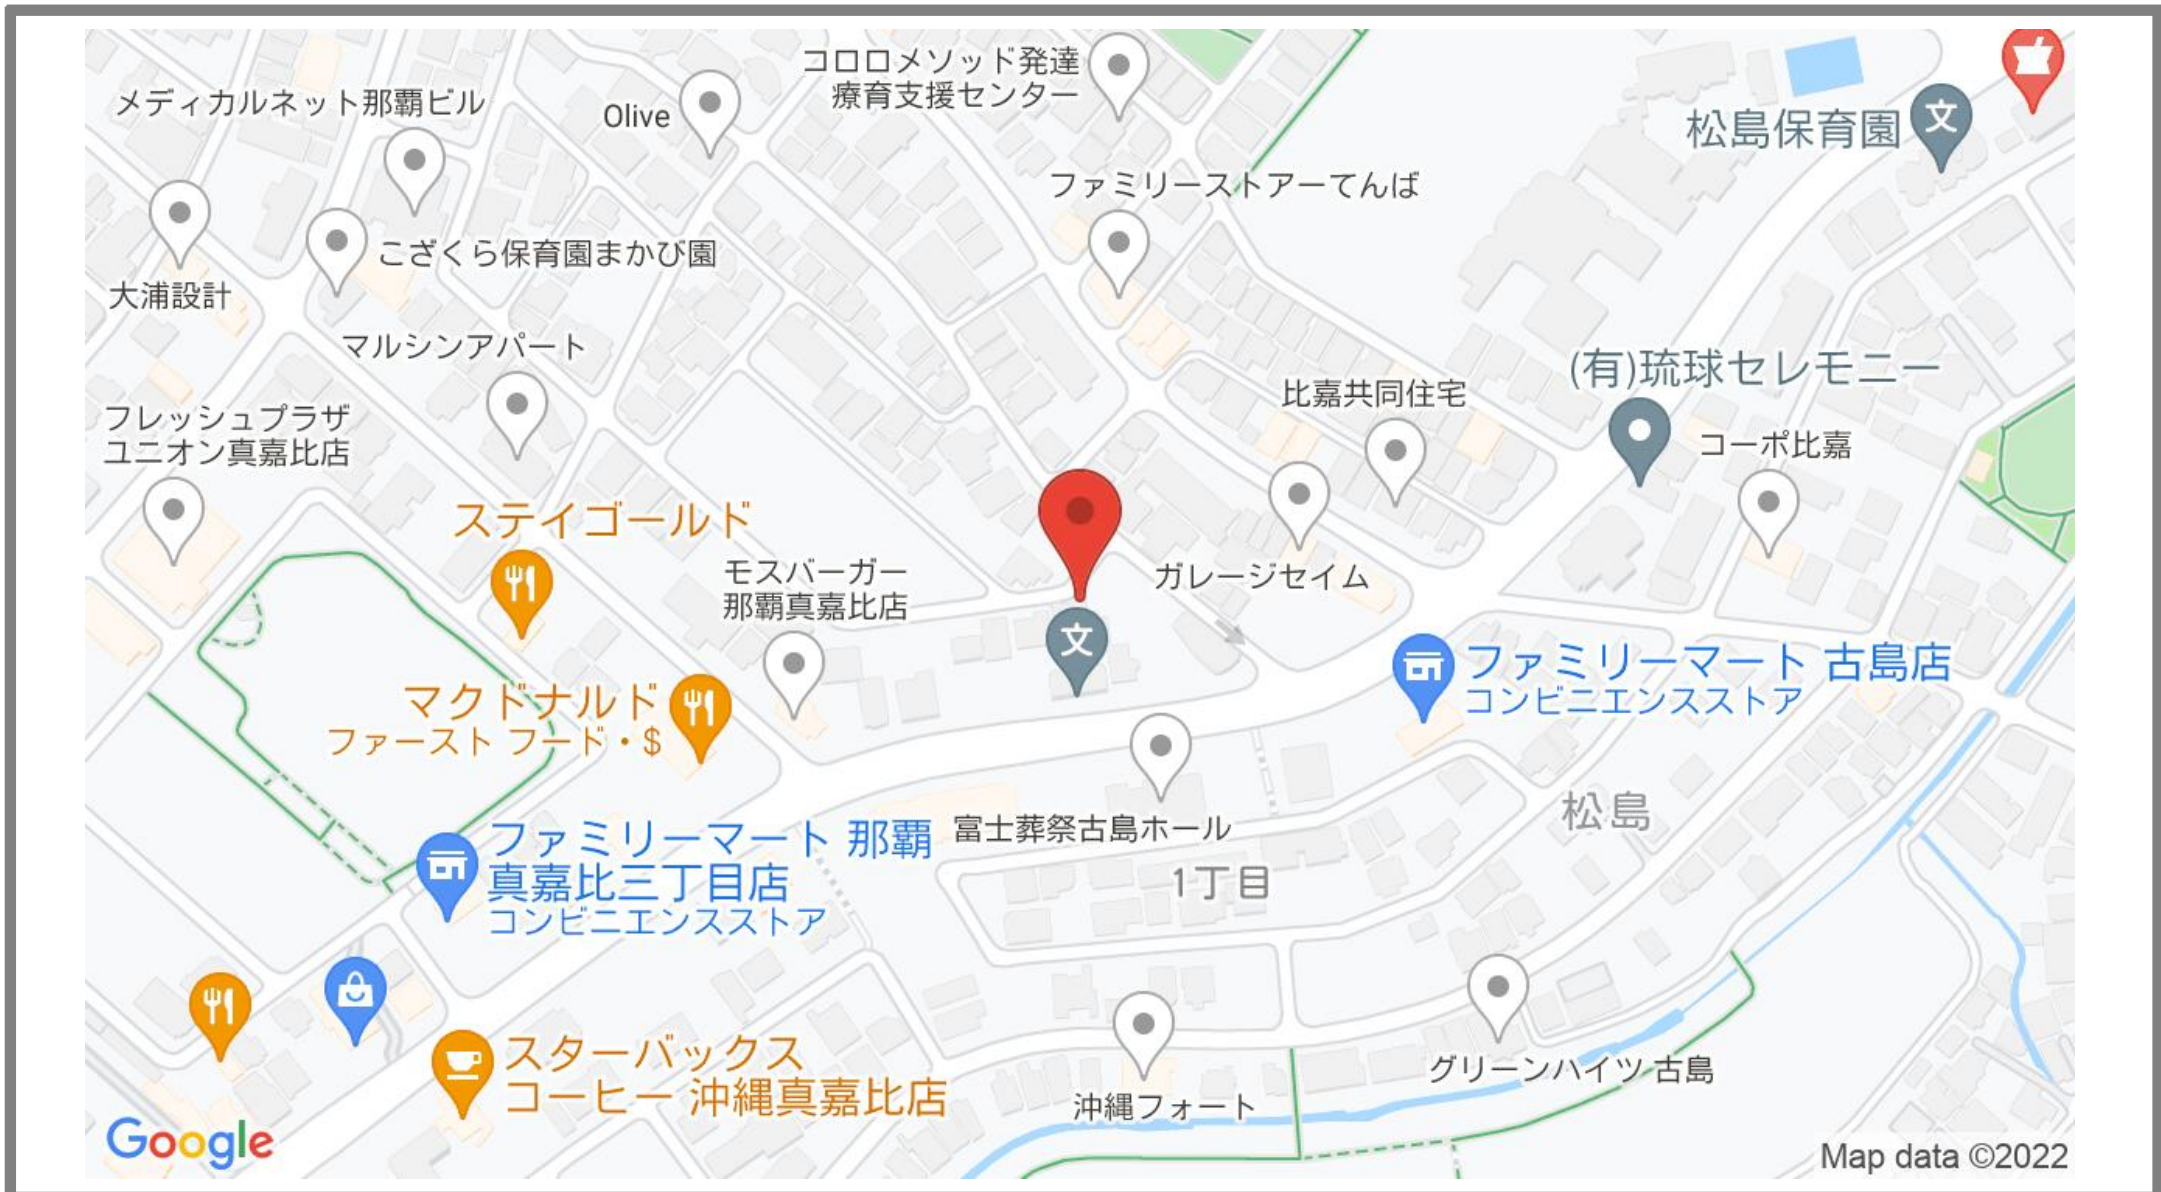 コロロメソッド発達
療育支援センター
メディカルネット那覇ビル
Olive
松島保育園
文
ファミリーストアーてんば
こざくら保育園まかび園
大浦設計
マルシンアパート
(有)琉球セレモニー
比嘉共同住宅
フレッシュプラザ
ユニオン真嘉比店
コーポ比嘉
ステイゴールド
モスバーガー
那覇真嘉比店
ガレージセイム
文
ファミリーマート 古島店
コンビニエンスストア
マクドナルド
ファースト フード・$
松島
ファミリーマート 那覇
真嘉比三丁目店
コンビニエンスストア
富士葬祭古島ホール
1丁目
スターバックス
コーヒー 沖縄真嘉比店
グリーンハイツ 古島
沖縄フォート
Google
Map data ©2022